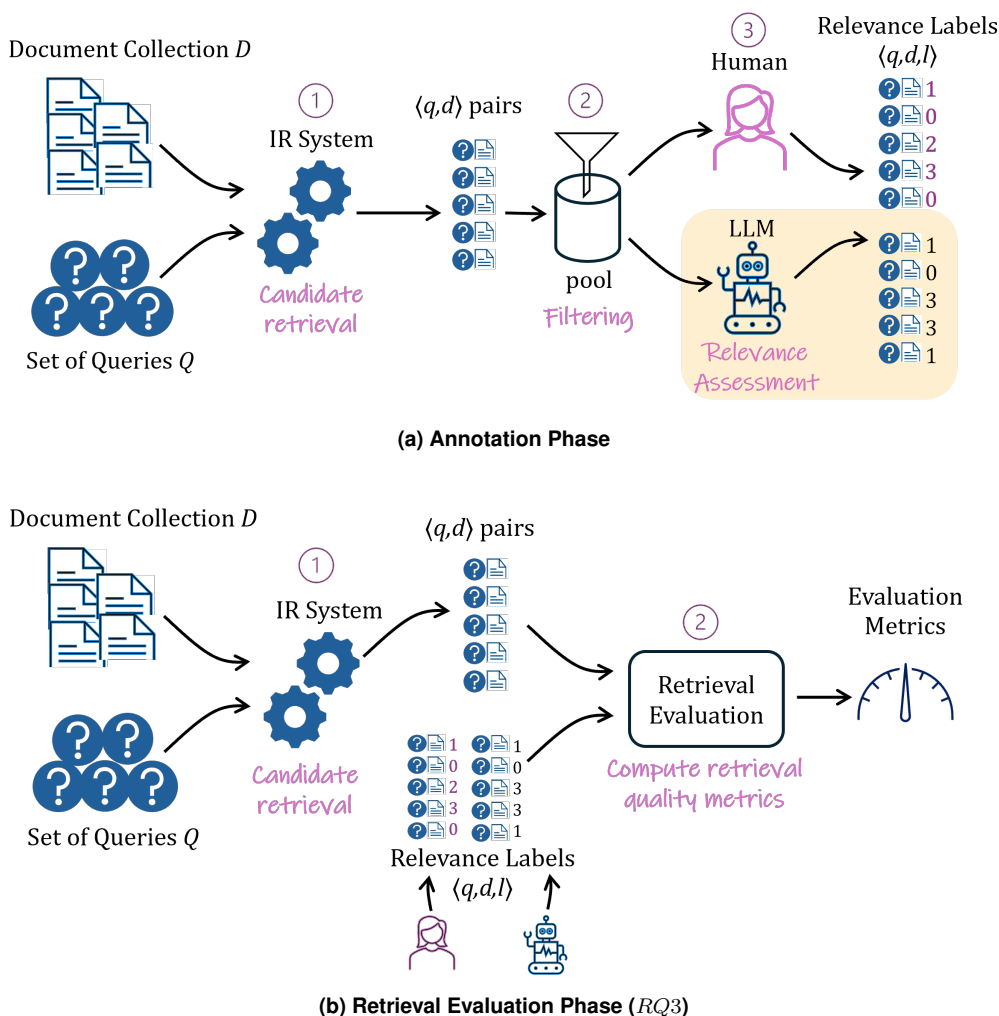 Document Collection D
1
IR System
Candidate
retrieval
? ? ? ? ?
Set of Queries Q
⟨q,d⟩ pairs
?
?
?
?
?
2
pool
Filtering
3
Human
LLM
Relevance
Assessment
Relevance Labels
⟨q,d,l⟩
? 1
? 0
? 2
? 3
? 0
? 1
? 0
? 3
? 3
? 1
(a) Annotation Phase
Document Collection D
1
IR System
Candidate
retrieval
? ? ? ? ?
Set of Queries Q
⟨q,d⟩ pairs
?
?
?
?
?
? 1 ? 1
? 0 ? 0
? 2 ? 3
? 3 ? 3
? 0 ? 1
Relevance Labels
⟨q,d,l⟩
2
Retrieval
Evaluation
Compute retrieval
quality metrics
Evaluation
Metrics
(b) Retrieval Evaluation Phase (RQ3)